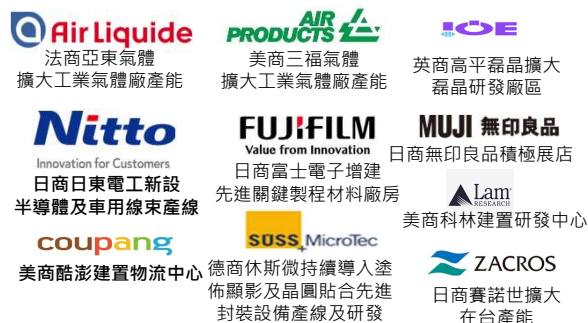 Air Liquide
法商亞東氣體
擴大工業氣體廠產能
AIR
PRODUCTS
美商三福氣體
擴大工業氣體廠產能
IQE
英商高平磊晶擴大
磊晶研發廠區
Nitto
Innovation for Customers
日商日東電工新設
半導體及車用線束產線
FUJIFILM
Value from Innovation
日商富士電子增建
先進關鍵製程材料廠房
MUJI 無印良品
日商無印良品積極展店
Lam
RESEARCH
美商科林建置研發中心
coupang
美商酷澎建置物流中心
SUSS MicroTec
德商休斯微持續導入塗
佈顯影及晶圓貼合先進
封裝設備產線及研發
ZACROS
日商賽諾世擴大
在台產能